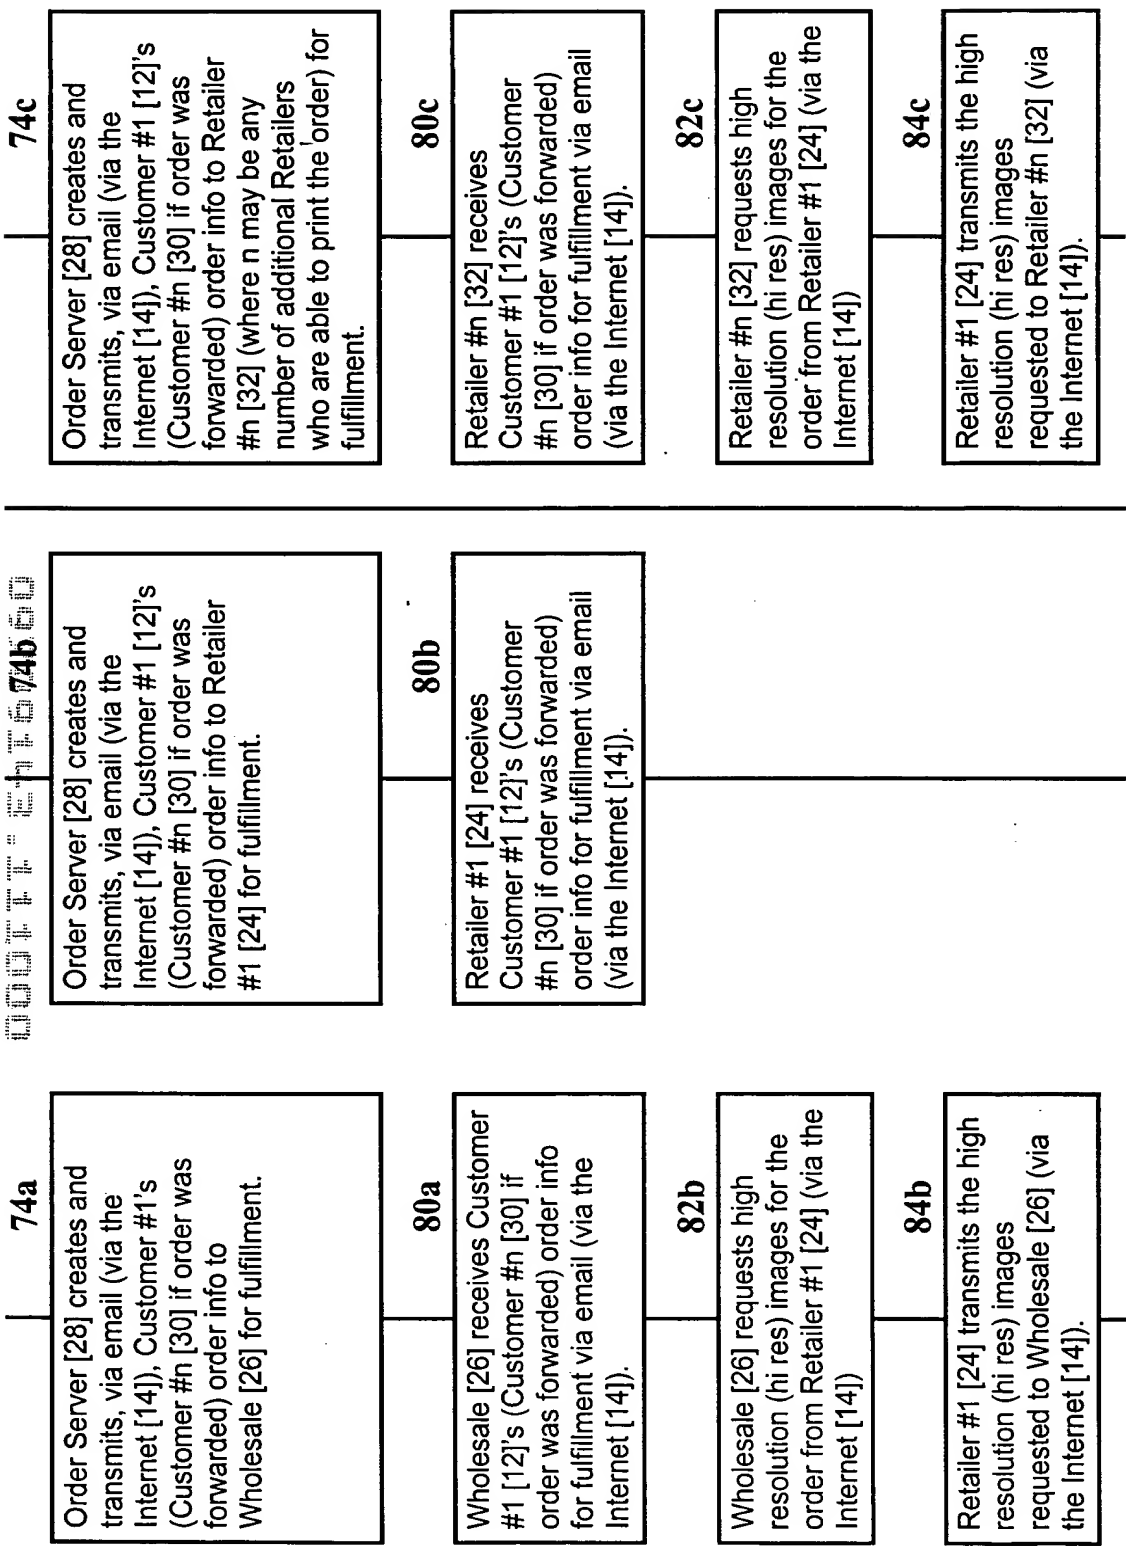 74a
Order Server [28] creates and
transmits, via email (via the
Internet [14]), Customer #1's
(Customer #n [30] if order was
forwarded) order info to
Wholesale [26] for fulfillment.
80a
Wholesale [26] receives Customer
#1 [12]'s (Customer #n [30] if
order was forwarded) order info
for fulfillment via email (via the
Internet [14]).
82b
Wholesale [26] requests high
resolution (hi res) images for the
order from Retailer #1 [24] (via the
Internet [14])
84b
Retailer #1 [24] transmits the high
resolution (hi res) images
requested to Wholesale [26] (via
the Internet [14]).
74b
Order Server [28] creates and
transmits, via email (via the
Internet [14]), Customer #1 [12]'s
(Customer #n [30] if order was
forwarded) order info to Retailer
#1 [24] for fulfillment.
80b
Retailer #1 [24] receives
Customer #1 [12]'s (Customer
#n [30] if order was forwarded)
order info for fulfillment via email
(via the Internet [14]).
74c
Order Server [28] creates and
transmits, via email (via the
Internet [14]), Customer #1 [12]'s
(Customer #n [30] if order was
forwarded) order info to Retailer
#n [32] (where n may be any
number of additional Retailers
who are able to print the order) for
fulfillment.
80c
Retailer #n [32] receives
Customer #1 [12]'s (Customer
#n [30] if order was forwarded)
order info for fulfillment via email
(via the Internet [14]).
82c
Retailer #n [32] requests high
resolution (hi res) images for the
order from Retailer #1 [24] (via the
Internet [14])
84c
Retailer #1 [24] transmits the high
resolution (hi res) images
requested to Retailer #n [32] (via
the Internet [14]).